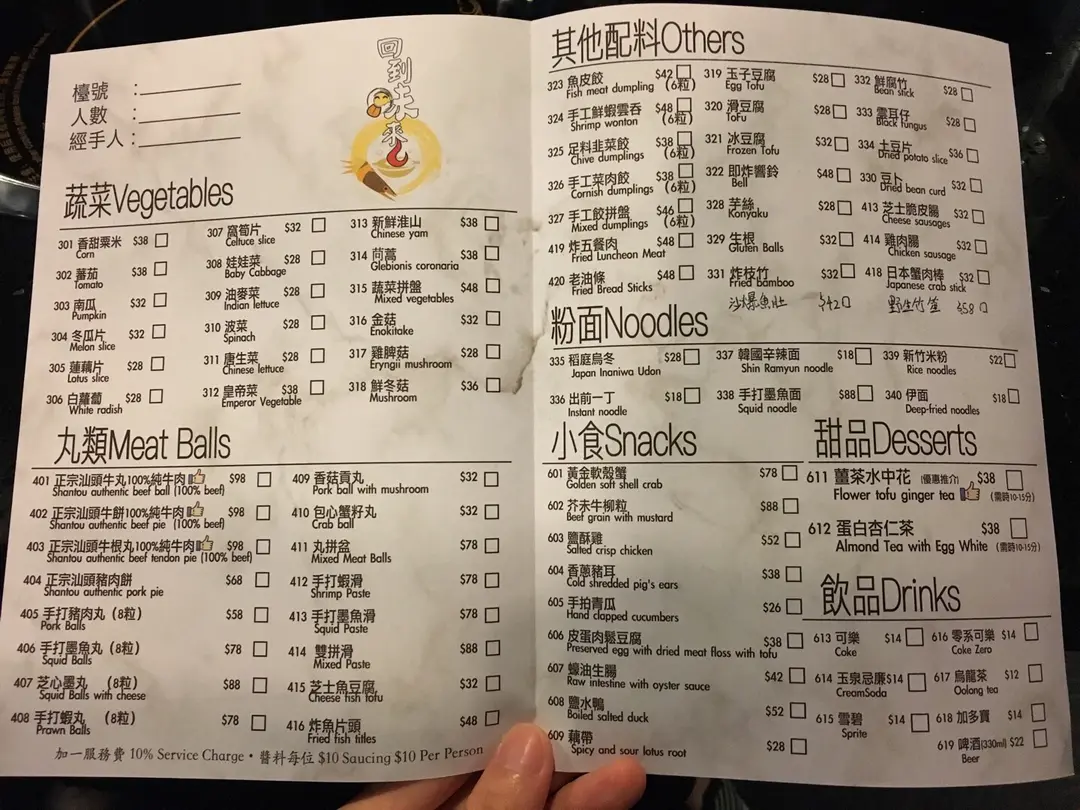 檯號 :
人數 :
經手人 :
回到未來
蔬菜Vegetables
301 香甜粟米 $38
Corn
302 蕃茄 $38
Tomato
303 南瓜 $32
Pumpkin
304 冬瓜片 $32
Melon slice
305 蓮藕片 $28
Lotus slice
306 白蘿蔔 $28
White radish
307 萵筍片 $32
Celtuce slice
308 娃娃菜 $28
Baby Cabbage
309 油麥菜 $28
Indian lettuce
310 菠菜 $28
Spinach
311 唐生菜 $28
Chinese lettuce
312 皇帝菜 $38
Emperor Vegetable
313 新鮮淮山 $38
Chinese yam
314 茼蒿 $38
Glebionis coronaria
315 蔬菜拼盤 $48
Mixed vegetables
316 金菇 $32
Enokitake
317 雞脾菇 $28
Eryngii mushroom
318 鮮冬菇 $36
Mushroom
丸類Meat Balls
401 正宗汕頭牛丸100%純牛肉 $98
Shantou authentic beef ball (100% beef)
402 正宗汕頭牛餅100%純牛肉 $98
Shantou authentic beef pie (100% beef)
403 正宗汕頭牛根丸100%純牛肉 $98
Shantou authentic beef tendon pie (100% beef)
404 正宗汕頭豬肉餅 $68
Shantou authentic pork pie
405 手打豬肉丸 (8粒) $58
Pork Balls
406 手打墨魚丸 (8粒) $78
Squid Balls
407 芝心墨丸 (8粒) $88
Squid Balls with cheese
408 手打蝦丸 (8粒) $78
Prawn Balls
409 香菇貢丸 $32
Pork ball with mushroom
410 包心蟹籽丸 $32
Crab ball
411 丸拼盆 $78
Mixed Meat Balls
412 手打蝦滑 $78
Shrimp Paste
413 手打墨魚滑 $78
Squid Paste
414 雙拼滑 $88
Mixed Paste
415 芝士魚豆腐 $32
Cheese fish tofu
416 炸魚片頭 $48
Fried fish titles
加一服務費 10% Service Charge・醬料每位 $10 Saucing $10 Per Person
其他配料Others
323 魚皮餃 $42
Fish meat dumpling (6粒)
324 手工鮮蝦雲吞 $48
Shrimp wonton (6粒)
325 足料韭菜餃 $38
Chive dumplings (6粒)
326 手工菜肉餃 $38
Cornish dumplings (6粒)
327 手工餃拼盤 $46
Mixed dumplings (6粒)
419 炸五餐肉 $48
Fried Luncheon Meat
420 老油條 $48
Fried Bread Sticks
319 玉子豆腐 $28
Egg Tofu
320 滑豆腐 $28
Tofu
321 冰豆腐 $32
Frozen Tofu
322 即炸響鈴 $48
Bell
328 芋絲 $28
Konyaku
329 生根 $32
Gluten Balls
331 炸枝竹 $32
Fried bamboo
沙爆魚肚 $42
332 鮮腐竹 $28
Bean stick
333 雲耳仔 $28
Black fungus
334 土豆片 $36
Dried potato slice
330 豆卜 $32
Dried bean curd
413 芝士脆皮腸 $32
Cheese sausages
414 雞肉腸 $32
Chicken sausage
418 日本蟹肉棒 $32
Japanese crab stick
野生竹笙 $58
粉面Noodles
335 稻庭烏冬 $28
Japan Inaniwa Udon
336 出前一丁 $18
Instant noodle
337 韓國辛辣面 $18
Shin Ramyun noodle
338 手打墨魚面 $88
Squid noodle
339 新竹米粉 $22
Rice noodles
340 伊面 $18
Deep-fried noodles
小食Snacks
601 黃金軟殼蟹 $78
Golden soft shell crab
602 芥末牛柳粒 $88
Beef grain with mustard
603 鹽酥雞 $52
Salted crisp chicken
604 香蔥豬耳 $38
Cold shredded pig's ears
605 手拍青瓜 $26
Hand clapped cucumbers
606 皮蛋肉鬆豆腐 $38
Preserved egg with dried meat floss with tofu
607 蠔油生腸 $42
Raw intestine with oyster sauce
608 鹽水鴨 $52
Boiled salted duck
609 藕帶 $28
Spicy and sour lotus root
甜品Desserts
611 薑茶水中花 (優惠推介) $38
Flower tofu ginger tea (需時10-15分)
612 蛋白杏仁茶 $38
Almond Tea with Egg White (需時10-15分)
飲品Drinks
613 可樂 $14
Coke
614 玉泉忌廉 $14
CreamSoda
615 雪碧 $14
Sprite
616 零系可樂 $14
Coke Zero
617 烏龍茶 $12
Oolong tea
618 加多寶 $14
619 啤酒(330ml) $22
Beer